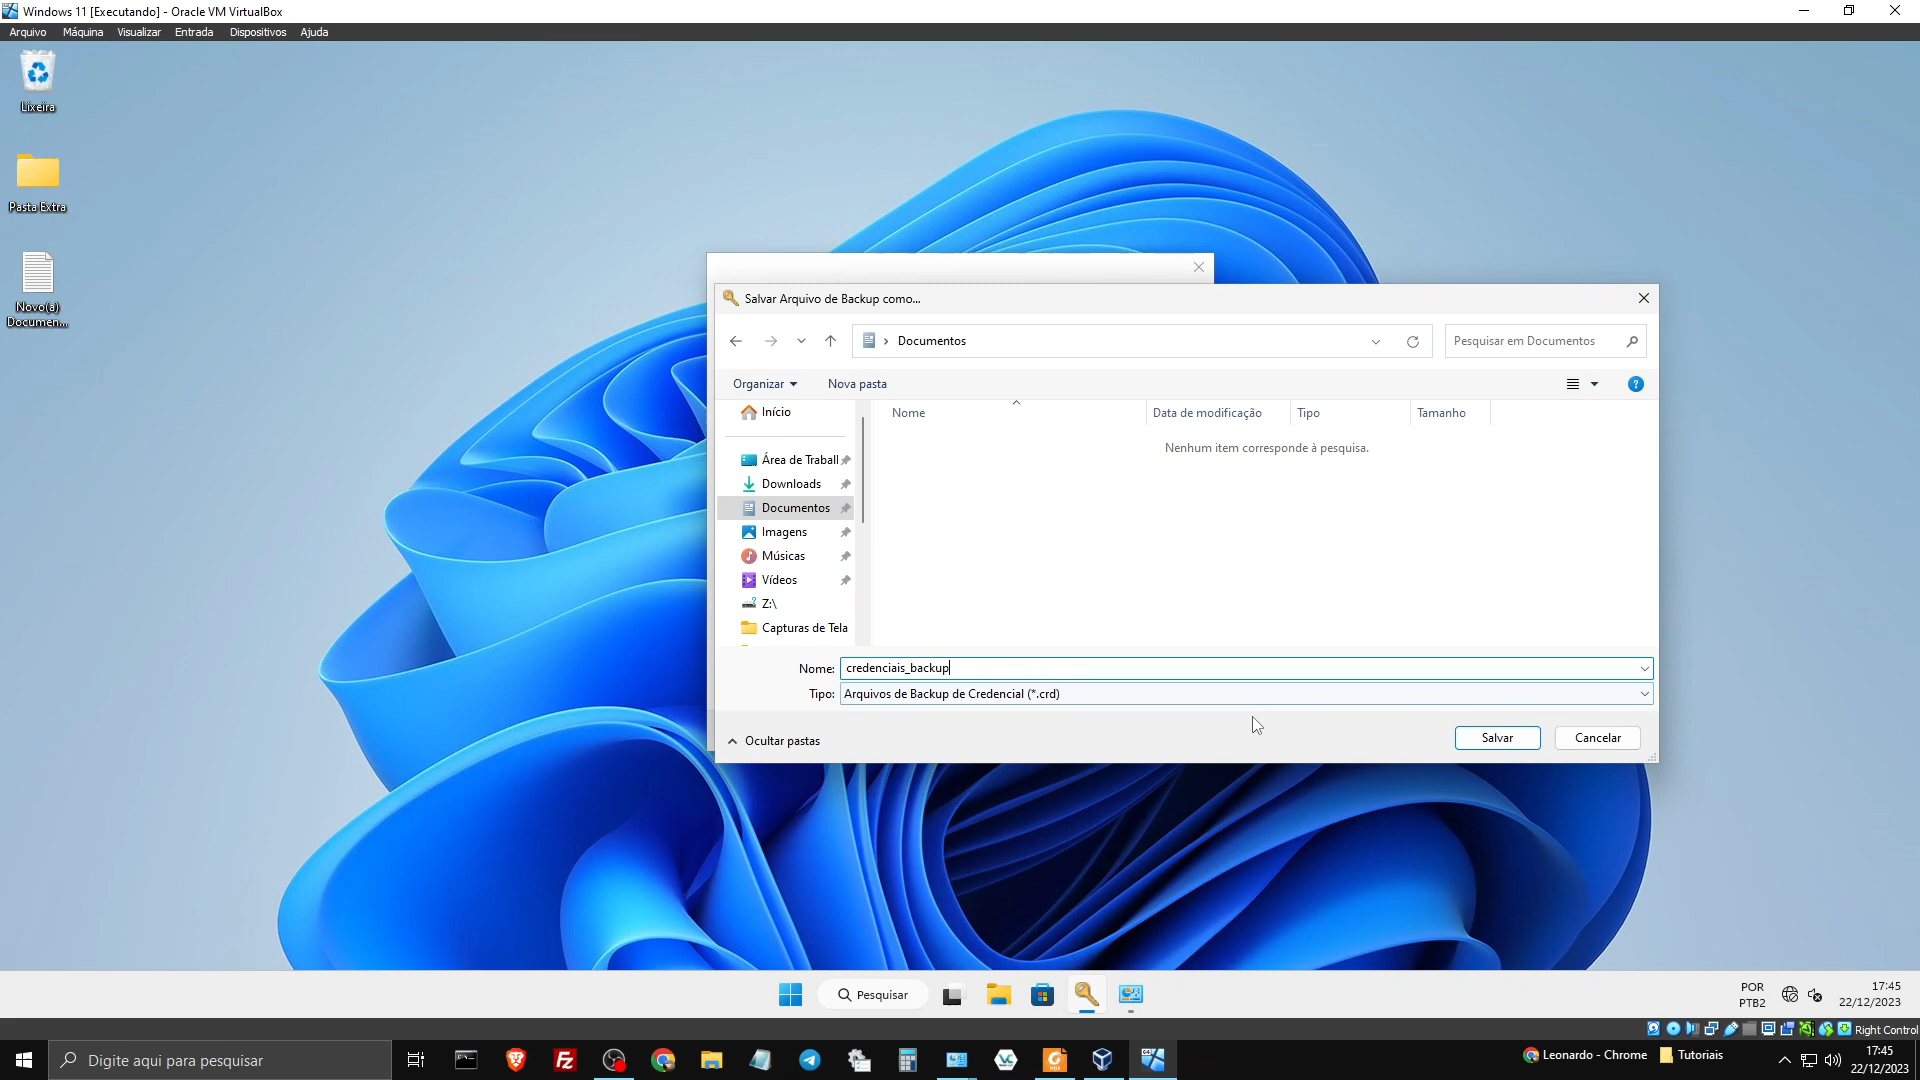 Windows 11 [Executando] - Oracle VM VirtualBox
Arquivo Máquina Visualizar Entrada Dispositivos Ajuda
Lixeira
Pasta Extra
Novo(a)
Documen...
Salvar Arquivo de Backup como...
Documentos
Pesquisar em Documentos
Organizar
Nova pasta
Início
Nome
Data de modificação
Tipo
Tamanho
Nenhum item corresponde à pesquisa.
Área de Traball
Downloads
Documentos
Imagens
Músicas
Vídeos
Z:\
Capturas de Tela
Nome: credenciais_backup
Tipo: Arquivos de Backup de Credencial (*.crd)
Ocultar pastas
Salvar
Cancelar
Pesquisar
POR
PTB2
17:45
22/12/2023
Right Control
Digite aqui para pesquisar
Leonardo - Chrome
Tutoriais
17:45
22/12/2023